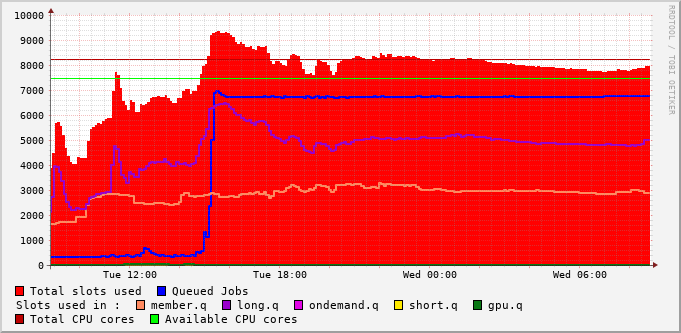 10000
9000
8000
7000
6000
5000
4000
3000
2000
1000
0
Tue 12:00 Tue 18:00 Wed 00:00 Wed 06:00
RRDTOOL / TOBI OETIKER
Total slots used Queued Jobs
Slots used in : member.q long.q ondemand.q short.q gpu.q
Total CPU cores Available CPU cores